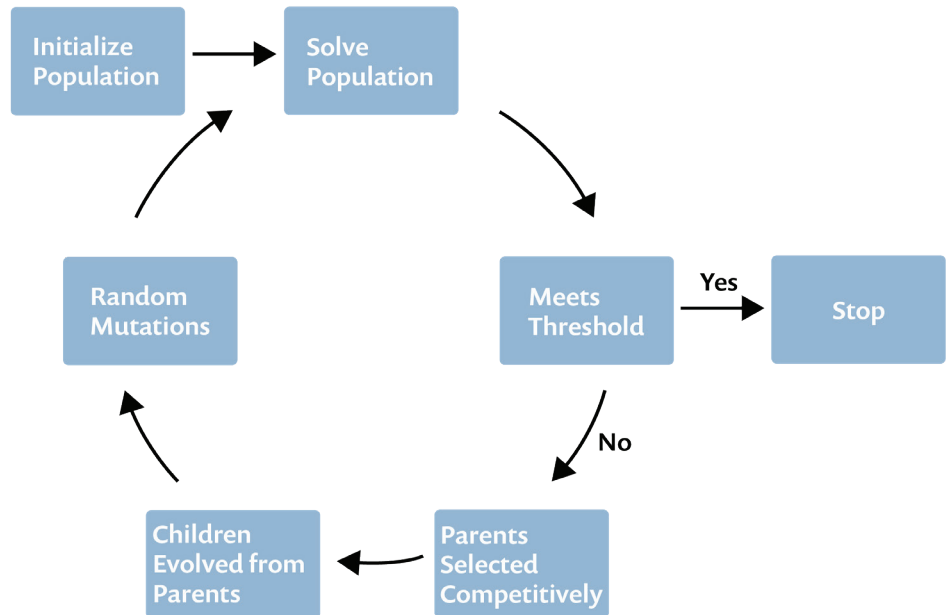 Initialize
Population
Solve
Population
Random
Mutations
Meets
Threshold
Yes
Stop
No
Children
Evolved from
Parents
Parents
Selected
Competitively